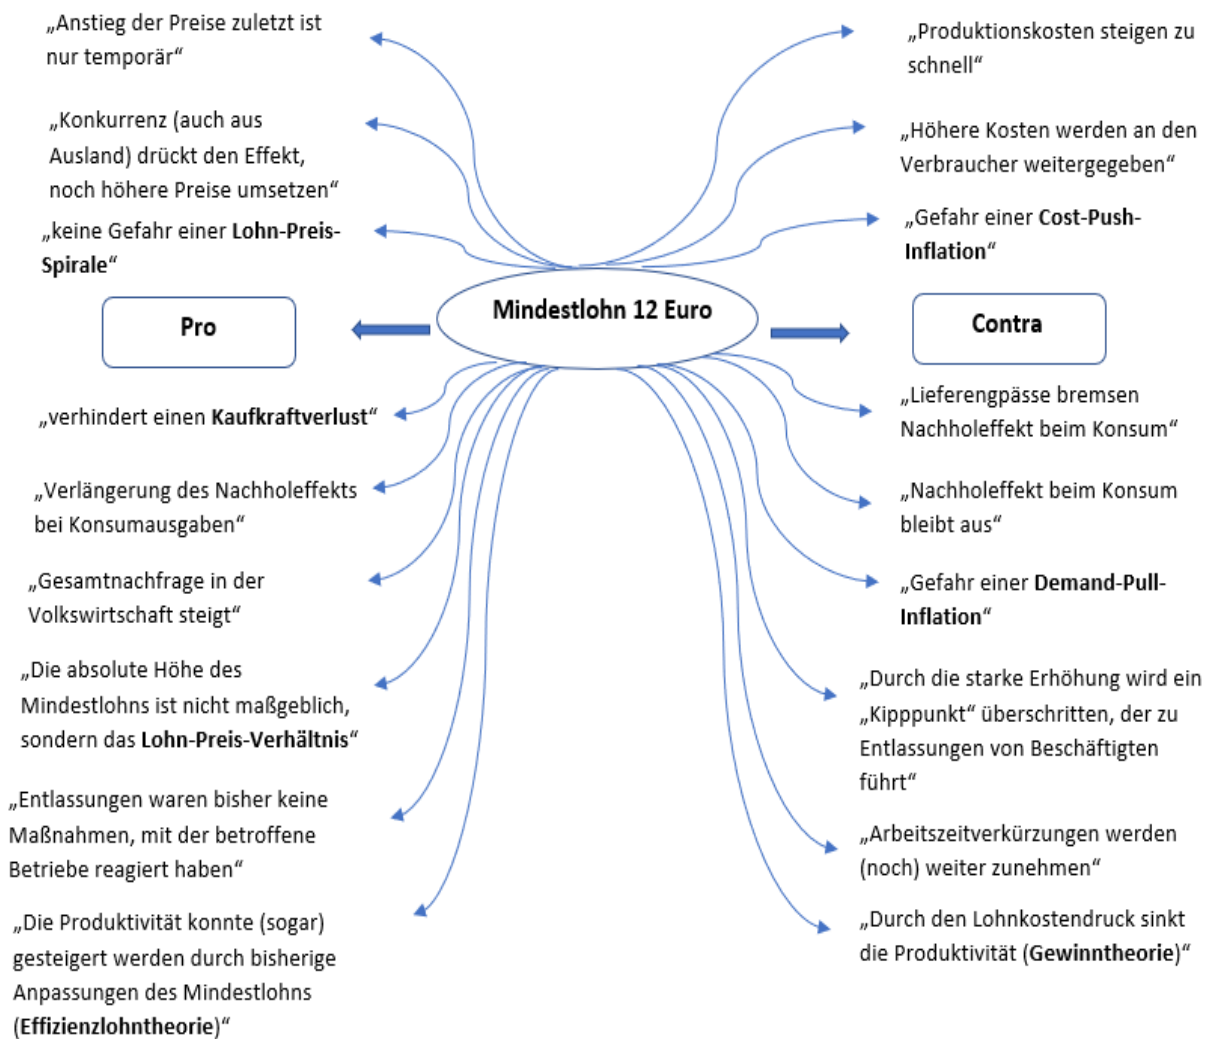 „Anstieg der Preise zuletzt ist
nur temporär“
„Konkurrenz (auch aus
Ausland) drückt den Effekt,
noch höhere Preise umsetzen“
„keine Gefahr einer Lohn-Preis-
Spirale“
Pro
„verhindert einen Kaufkraftverlust“
„Verlängerung des Nachholeffekts
bei Konsumausgaben“
„Gesamtnachfrage in der
Volkswirtschaft steigt“
„Die absolute Höhe des
Mindestlohns ist nicht maßgeblich,
sondern das Lohn-Preis-Verhältnis“
„Entlassungen waren bisher keine
Maßnahmen, mit der betroffene
Betriebe reagiert haben“
„Die Produktivität konnte (sogar)
gesteigert werden durch bisherige
Anpassungen des Mindestlohns
(Effizienzlohntheorie)“
Mindestlohn 12 Euro
„Produktionskosten steigen zu
schnell“
„Höhere Kosten werden an den
Verbraucher weitergegeben“
„Gefahr einer Cost-Push-
Inflation“
Contra
„Lieferengpässe bremsen
Nachholeffekt beim Konsum“
„Nachholeffekt beim Konsum
bleibt aus“
„Gefahr einer Demand-Pull-
Inflation“
„Durch die starke Erhöhung wird ein
„Kipppunkt“ überschritten, der zu
Entlassungen von Beschäftigten
führt“
„Arbeitszeitverkürzungen werden
(noch) weiter zunehmen“
„Durch den Lohnkostendruck sinkt
die Produktivität (Gewinntheorie)“